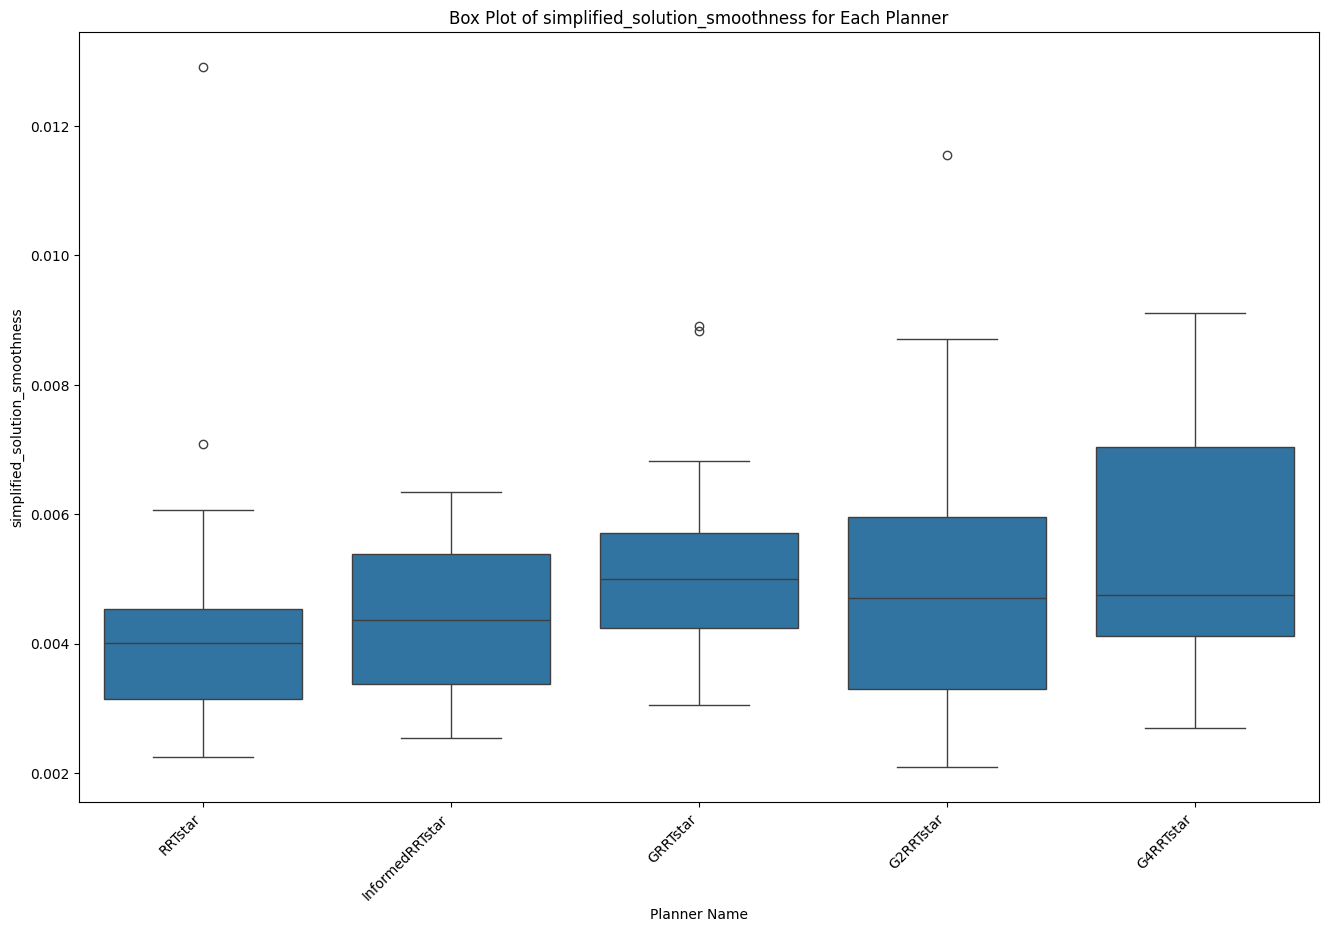 Box Plot of simplified_solution_smoothness for Each Planner
simplified_solution_smoothness
0.012
0.010
0.008
0.006
0.004
0.002
RRTstar
InformedRRTstar
GRRTstar
G2RRTstar
G4RRTstar
Planner Name